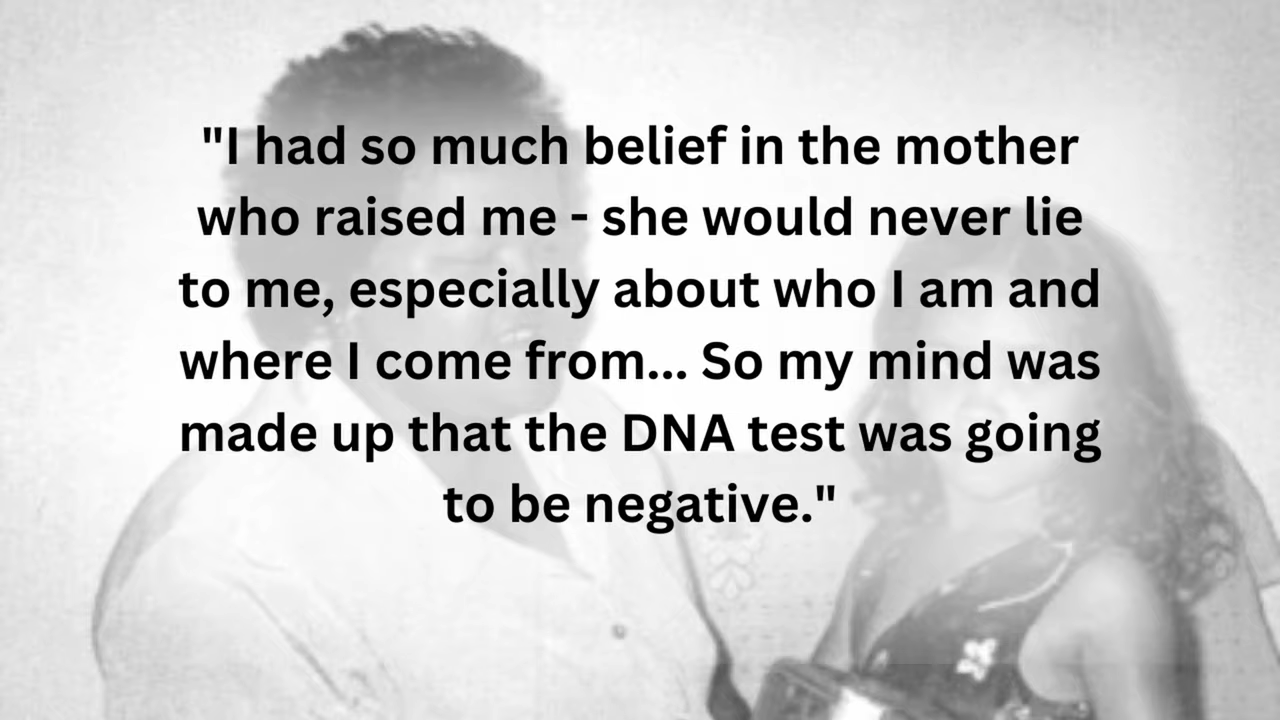 "I had so much belief in the mother
who raised me - she would never lie
to me, especially about who I am and
where I come from... So my mind was
made up that the DNA test was going
to be negative."